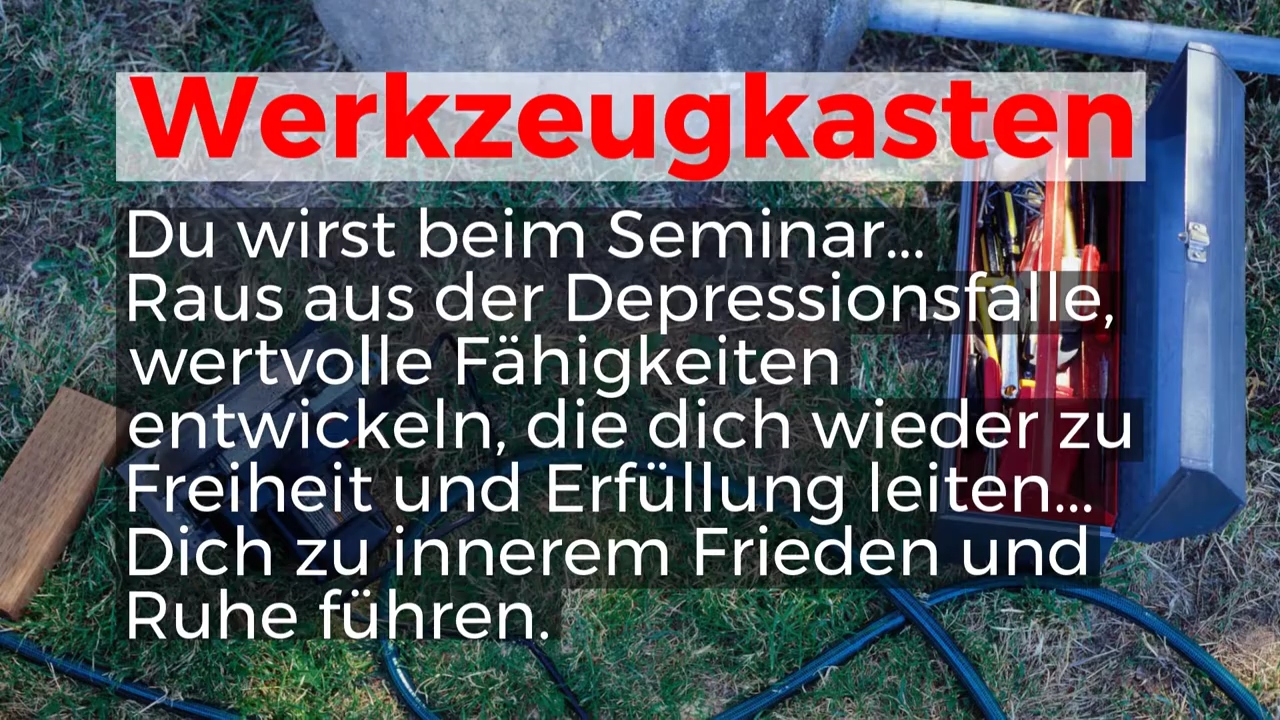 Werkzeugkasten
Du wirst beim Seminar...
Raus aus der Depressionsfalle,
wertvolle Fähigkeiten
entwickeln, die dich wieder zu
Freiheit und Erfüllung leiten...
Dich zu innerem Frieden und
Ruhe führen.